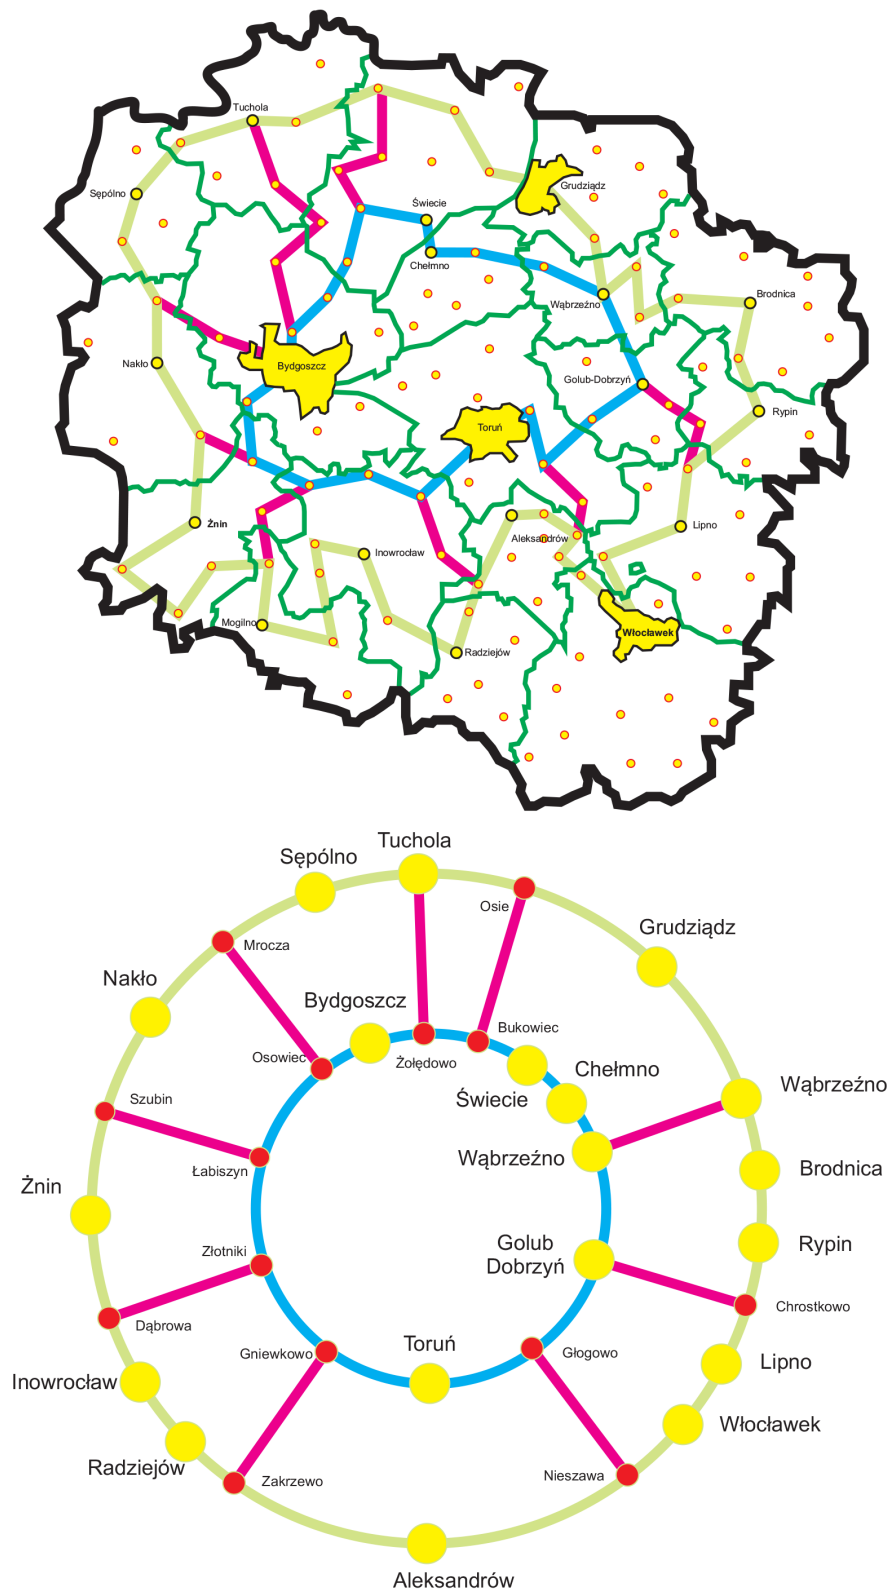 Tuchola
Sępólno
Świecie
Grudziądz
Chełmno
Wąbrzeźno
Brodnica
Nakło
Bydgoszcz
Golub-Dobrzyń
Rypin
Toruń
Żnin
Inowrocław
Aleksandrów
Lipno
Mogilno
Radziejów
Włocławek
Tuchola
Sępólno
Osie
Mrocza
Grudziądz
Nakło
Bydgoszcz
Bukowiec
Osowiec
Żołędowo
Chełmno
Świecie
Wąbrzeźno
Szubin
Łabiszyn
Wąbrzeźno
Brodnica
Żnin
Złotniki
Golub
Dobrzyń
Rypin
Dąbrowa
Chrostkowo
Gniewkowo
Toruń
Głogowo
Inowrocław
Lipno
Włocławek
Radziejów
Zakrzewo
Nieszawa
Aleksandrów